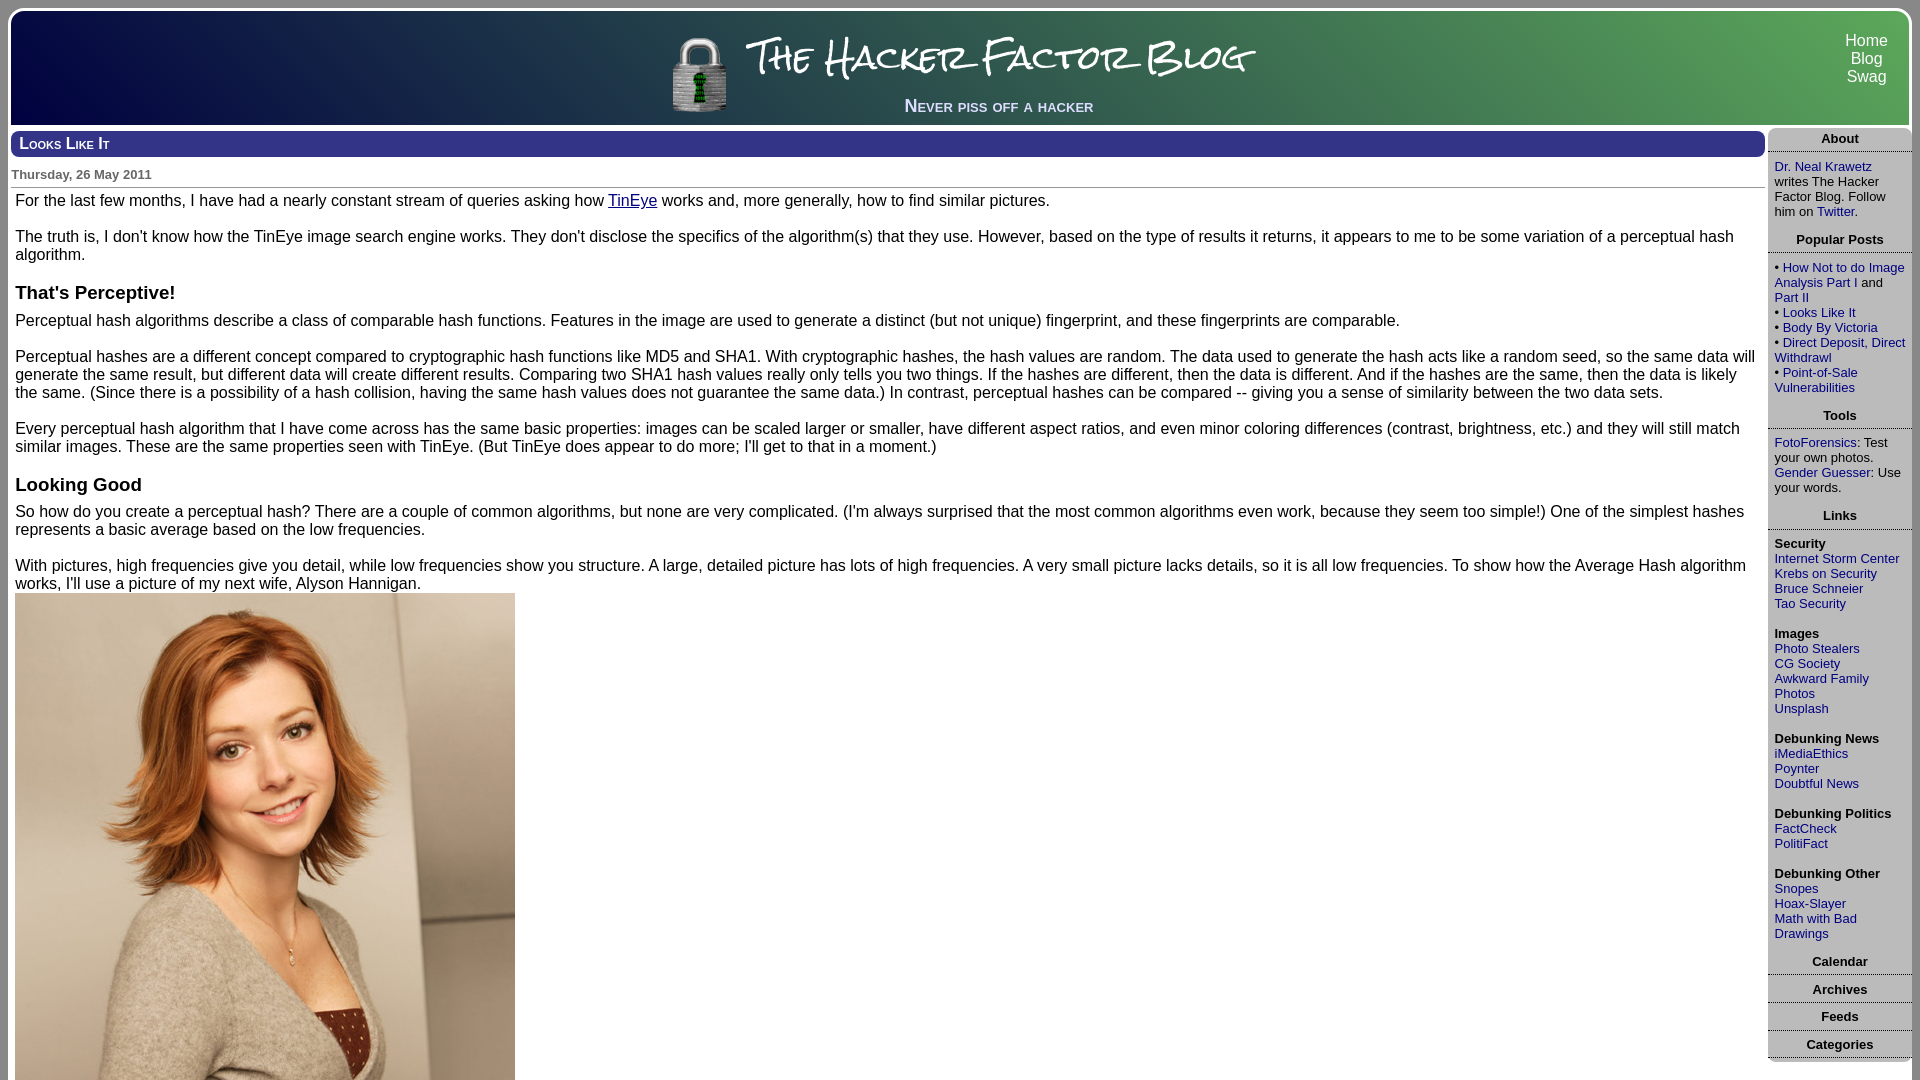 The Hacker Factor Blog
Never piss off a hacker
Home
Blog
Swag
Looks Like It
Thursday, 26 May 2011
For the last few months, I have had a nearly constant stream of queries asking how TinEye works and, more generally, how to find similar pictures.
The truth is, I don't know how the TinEye image search engine works. They don't disclose the specifics of the algorithm(s) that they use. However, based on the type of results it returns, it appears to me to be some variation of a perceptual hash
algorithm.
That's Perceptive!
Perceptual hash algorithms describe a class of comparable hash functions. Features in the image are used to generate a distinct (but not unique) fingerprint, and these fingerprints are comparable.
Perceptual hashes are a different concept compared to cryptographic hash functions like MD5 and SHA1. With cryptographic hashes, the hash values are random. The data used to generate the hash acts like a random seed, so the same data will
generate the same result, but different data will create different results. Comparing two SHA1 hash values really only tells you two things. If the hashes are different, then the data is different. And if the hashes are the same, then the data is likely
the same. (Since there is a possibility of a hash collision, having the same hash values does not guarantee the same data.) In contrast, perceptual hashes can be compared -- giving you a sense of similarity between the two data sets.
Every perceptual hash algorithm that I have come across has the same basic properties: images can be scaled larger or smaller, have different aspect ratios, and even minor coloring differences (contrast, brightness, etc.) and they will still match
similar images. These are the same properties seen with TinEye. (But TinEye does appear to do more; I'll get to that in a moment.)
Looking Good
So how do you create a perceptual hash? There are a couple of common algorithms, but none are very complicated. (I'm always surprised that the most common algorithms even work, because they seem too simple!) One of the simplest hashes
represents a basic average based on the low frequencies.
With pictures, high frequencies give you detail, while low frequencies show you structure. A large, detailed picture has lots of high frequencies. A very small picture lacks details, so it is all low frequencies. To show how the Average Hash algorithm
works, I'll use a picture of my next wife, Alyson Hannigan.
About
Dr. Neal Krawetz
writes The Hacker
Factor Blog. Follow
him on Twitter.
Popular Posts
• How Not to do Image
Analysis Part I and
Part II
• Looks Like It
• Body By Victoria
• Direct Deposit, Direct
Withdrawl
• Point-of-Sale
Vulnerabilities
Tools
FotoForensics: Test
your own photos.
Gender Guesser: Use
your words.
Links
Security
Internet Storm Center
Krebs on Security
Bruce Schneier
Tao Security
Images
Photo Stealers
CG Society
Awkward Family
Photos
Unsplash
Debunking News
iMediaEthics
Poynter
Doubtful News
Debunking Politics
FactCheck
PolitiFact
Debunking Other
Snopes
Hoax-Slayer
Math with Bad
Drawings
Calendar
Archives
Feeds
Categories